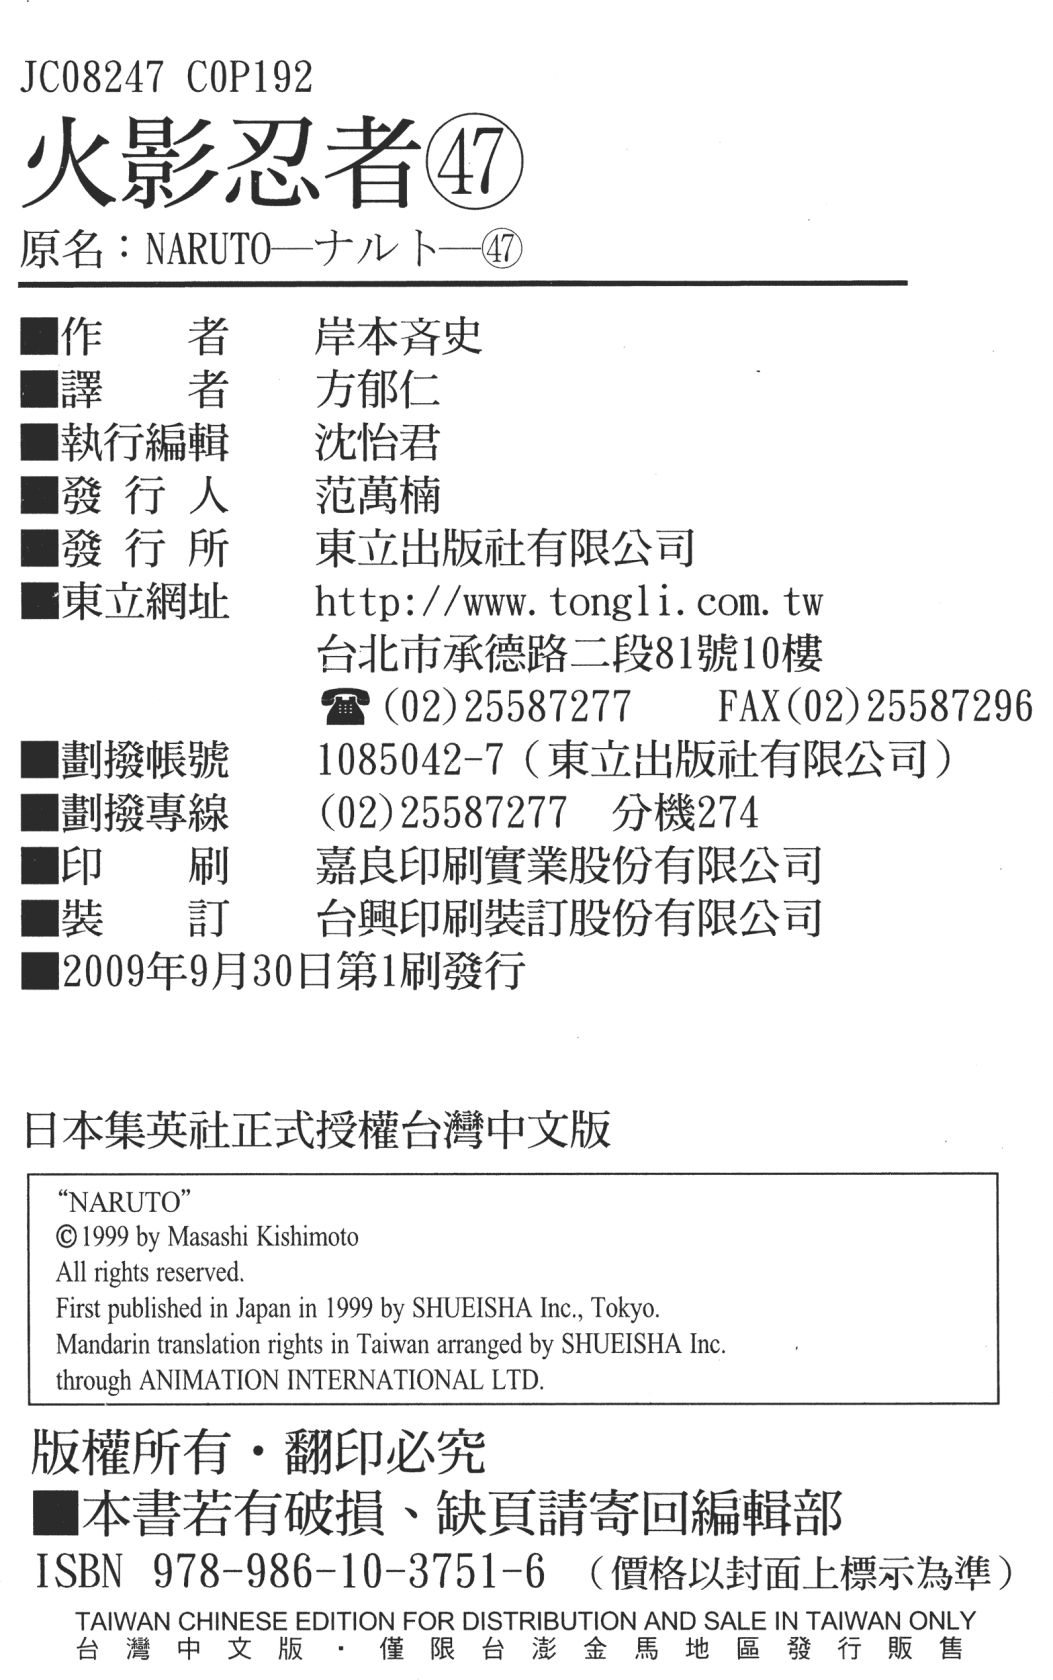 JC08247 C0P192
火影忍者㊼
原名：NARUTO—ナルト—㊼
■作　　者　岸本斉史
■譯　　者　方郁仁
■執行編輯　沈怡君
■發 行 人　范萬楠
■發 行 所　東立出版社有限公司
■東立網址　http://www.tongli.com.tw
台北市承德路二段81號10樓
☎(02)25587277　FAX(02)25587296
■劃撥帳號　1085042-7（東立出版社有限公司）
■劃撥專線　(02)25587277　分機274
■印　　刷　嘉良印刷實業股份有限公司
■裝　　訂　台興印刷裝訂股份有限公司
■2009年9月30日第1刷發行
日本集英社正式授權台灣中文版
“NARUTO”
©1999 by Masashi Kishimoto
All rights reserved.
First published in Japan in 1999 by SHUEISHA Inc., Tokyo.
Mandarin translation rights in Taiwan arranged by SHUEISHA Inc.
through ANIMATION INTERNATIONAL LTD.
版權所有・翻印必究
■本書若有破損、缺頁請寄回編輯部
ISBN 978-986-10-3751-6 （價格以封面上標示為準）
TAIWAN CHINESE EDITION FOR DISTRIBUTION AND SALE IN TAIWAN ONLY
台灣中文版・僅限台澎金馬地區發行販售